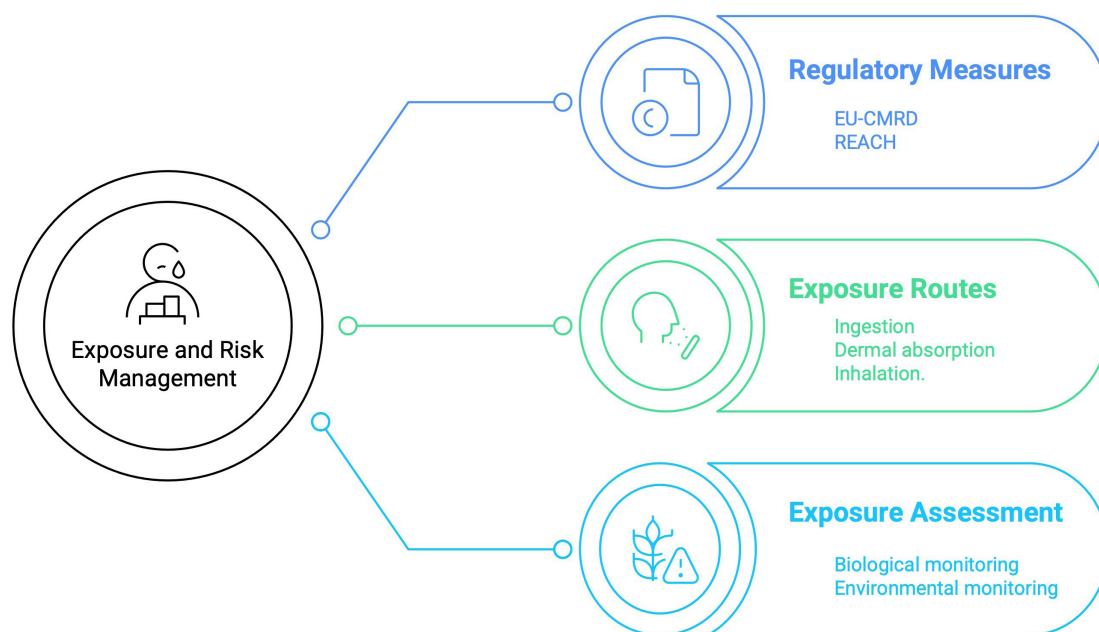 Regulatory Measures
EU-CMRD
REACH
Exposure and Risk
Management
Exposure Routes
Ingestion
Dermal absorption
Inhalation.
Exposure Assessment
Biological monitoring
Environmental monitoring